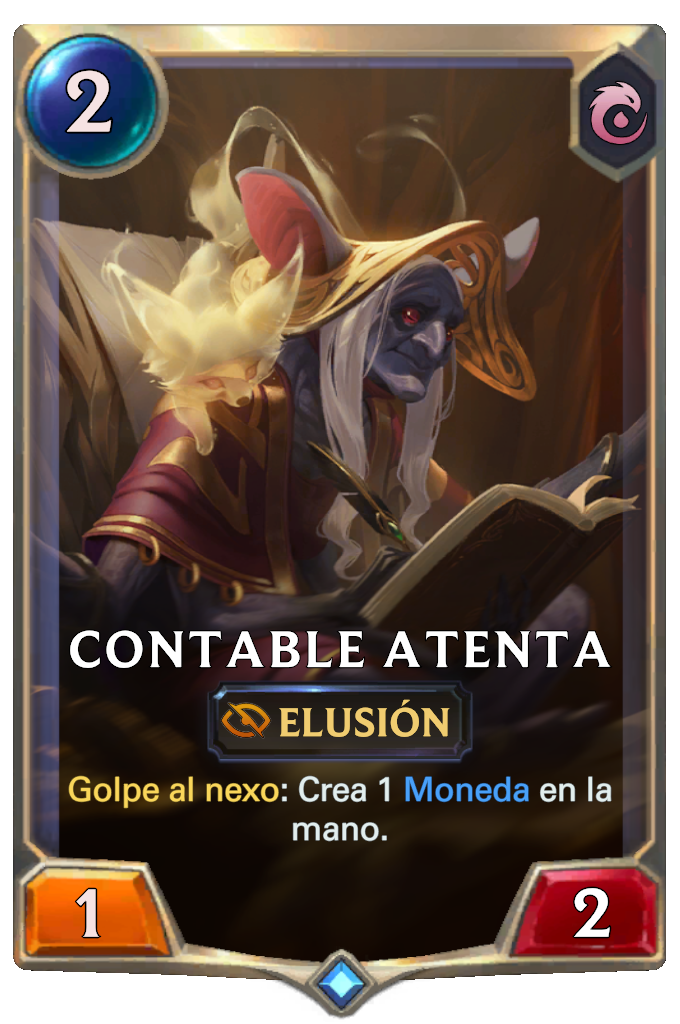 2
CONTABLE ATENTA
ELUSIÓN
Golpe al nexo: Crea 1 Moneda en la
mano.
1
2